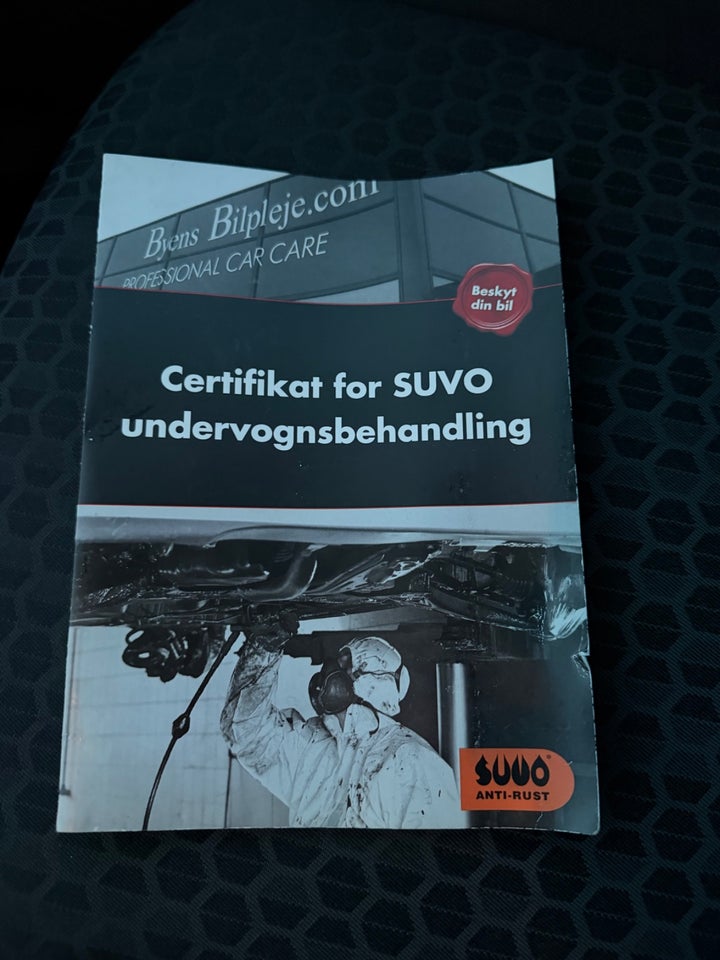 Byens Bilpleje.com
PROFESSIONAL CAR CARE
Beskyt
din bil
Certifikat for SUVO
undervognsbehandling
SUVO®
ANTI-RUST